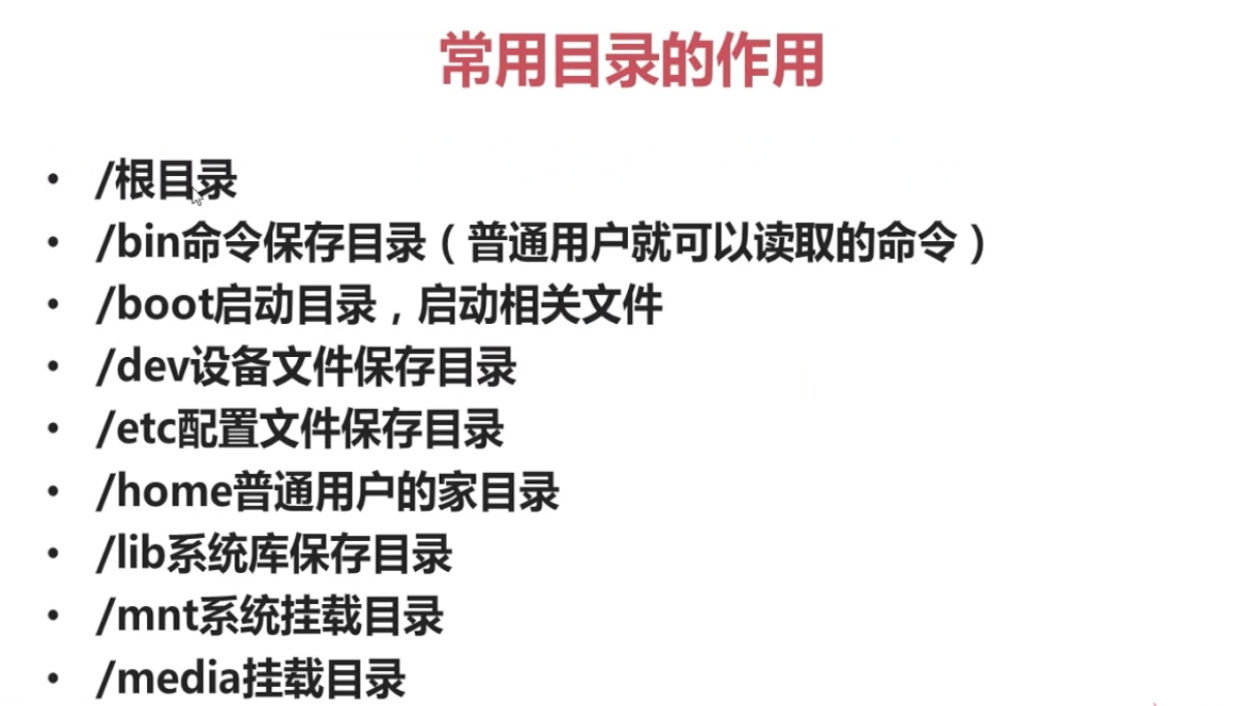 常用目录的作用
• /根目录
• /bin命令保存目录（普通用户就可以读取的命令）
• /boot启动目录，启动相关文件
• /dev设备文件保存目录
• /etc配置文件保存目录
• /home普通用户的家目录
• /lib系统库保存目录
• /mnt系统挂载目录
• /media挂载目录